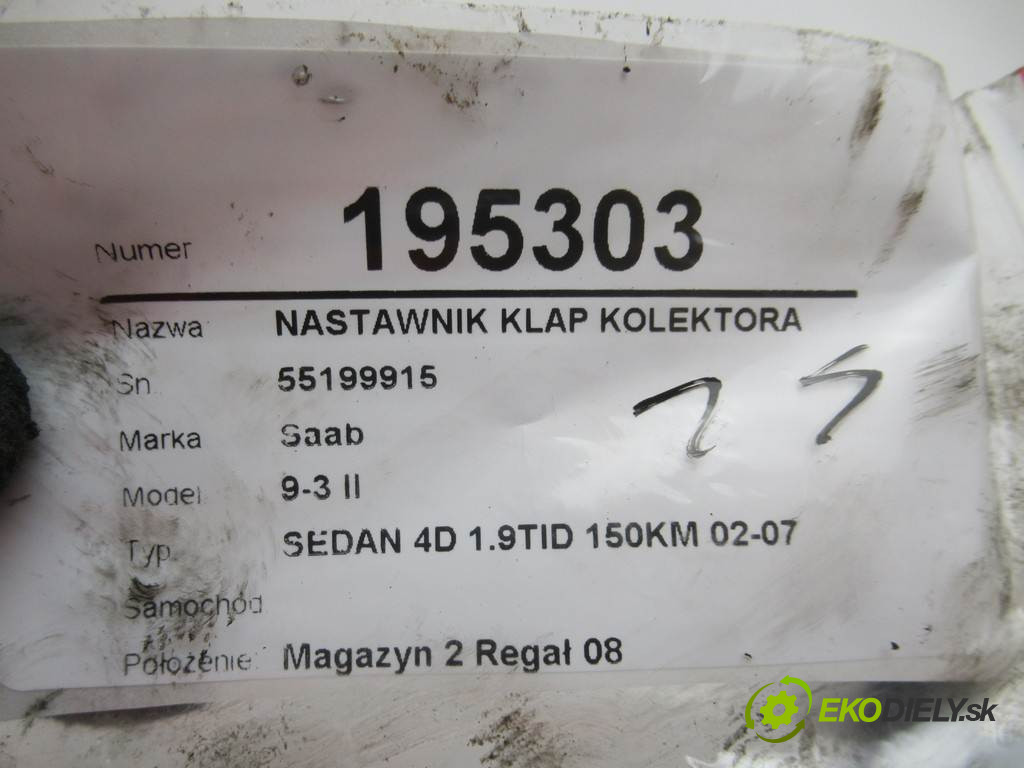 Numer 195303
Nazwa NASTAWNIK KLAP KOLEKTORA
Sn. 55199915
Marka Saab
Model 9-3 II
Typ SEDAN 4D 1.9TID 150KM 02-07
Samochód
Położenie: Magazyn 2 Regał 08
EKODIELY.sk